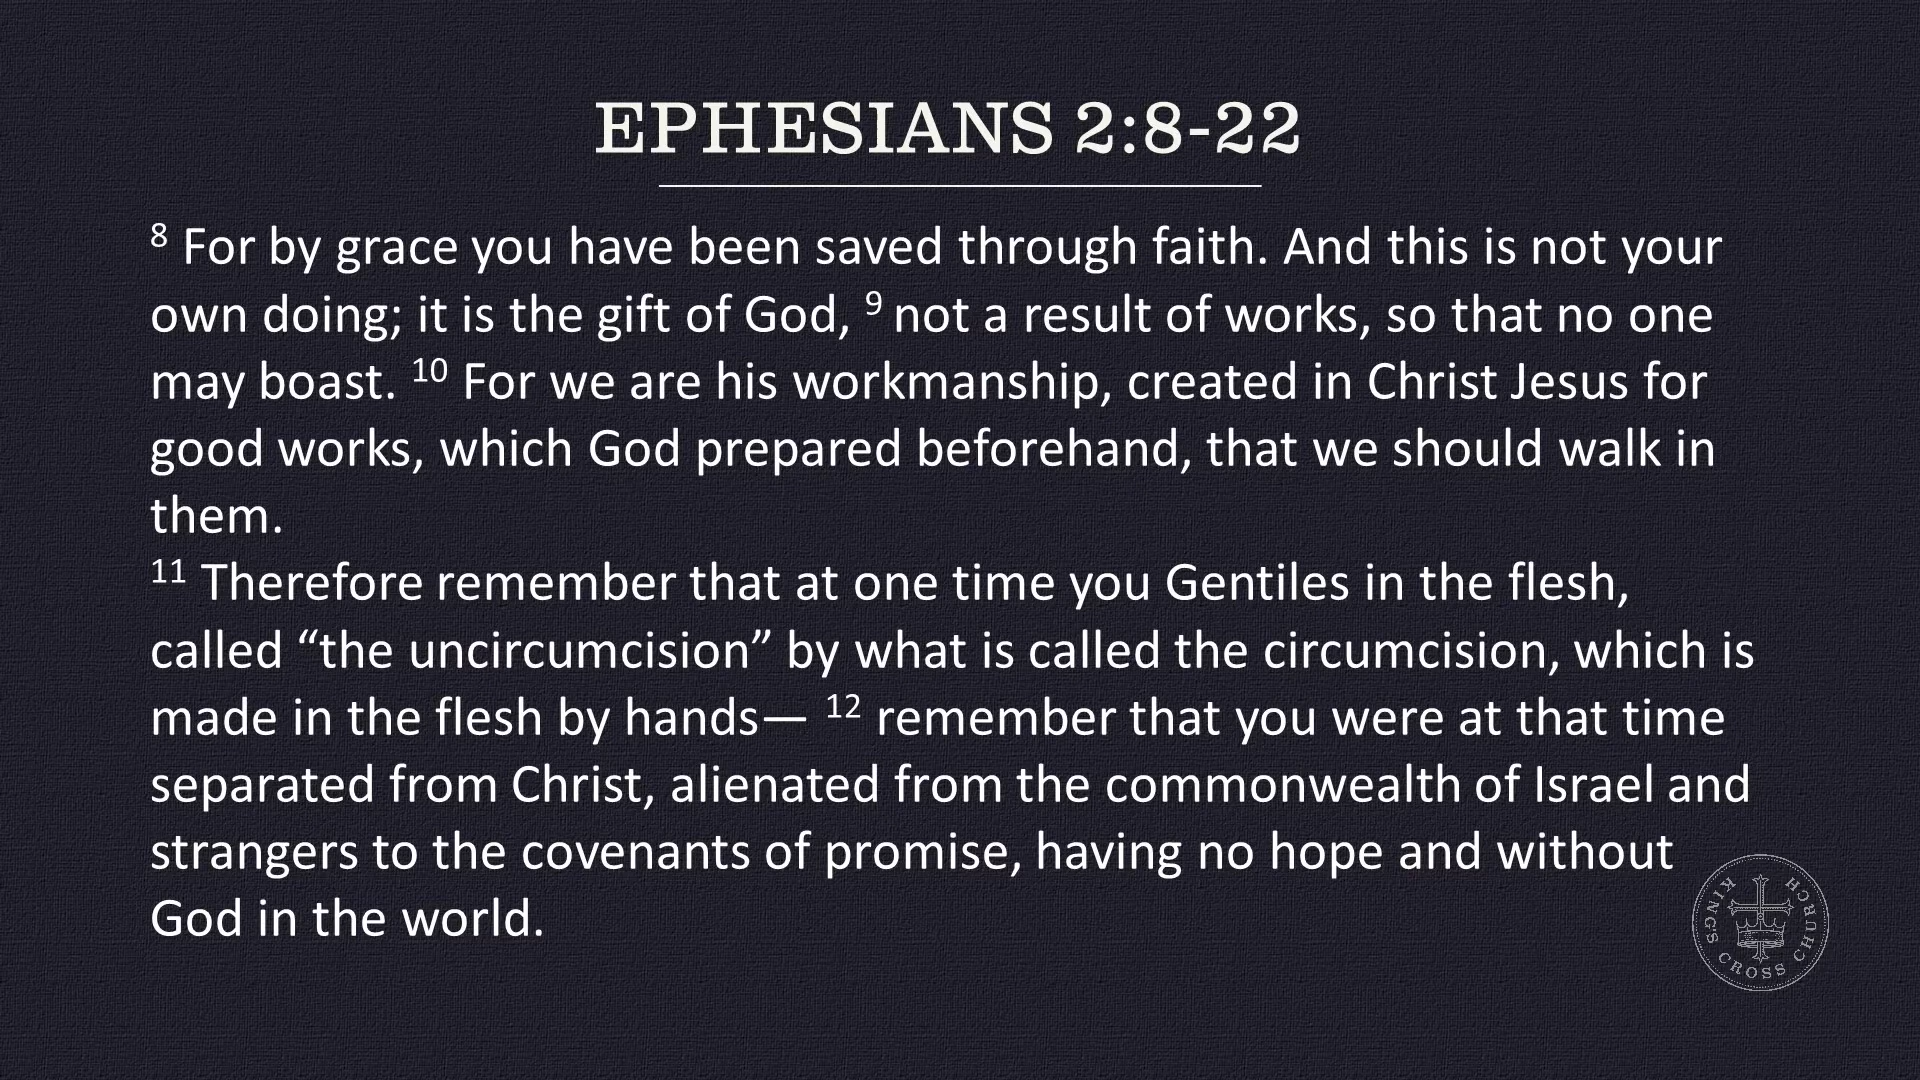 EPHESIANS 2:8-22
⁸ For by grace you have been saved through faith. And this is not your
own doing; it is the gift of God, ⁹ not a result of works, so that no one
may boast. ¹⁰ For we are his workmanship, created in Christ Jesus for
good works, which God prepared beforehand, that we should walk in
them.
¹¹ Therefore remember that at one time you Gentiles in the flesh,
called “the uncircumcision” by what is called the circumcision, which is
made in the flesh by hands— ¹² remember that you were at that time
separated from Christ, alienated from the commonwealth of Israel and
strangers to the covenants of promise, having no hope and without
God in the world.
KING'S CROSS CHURCH